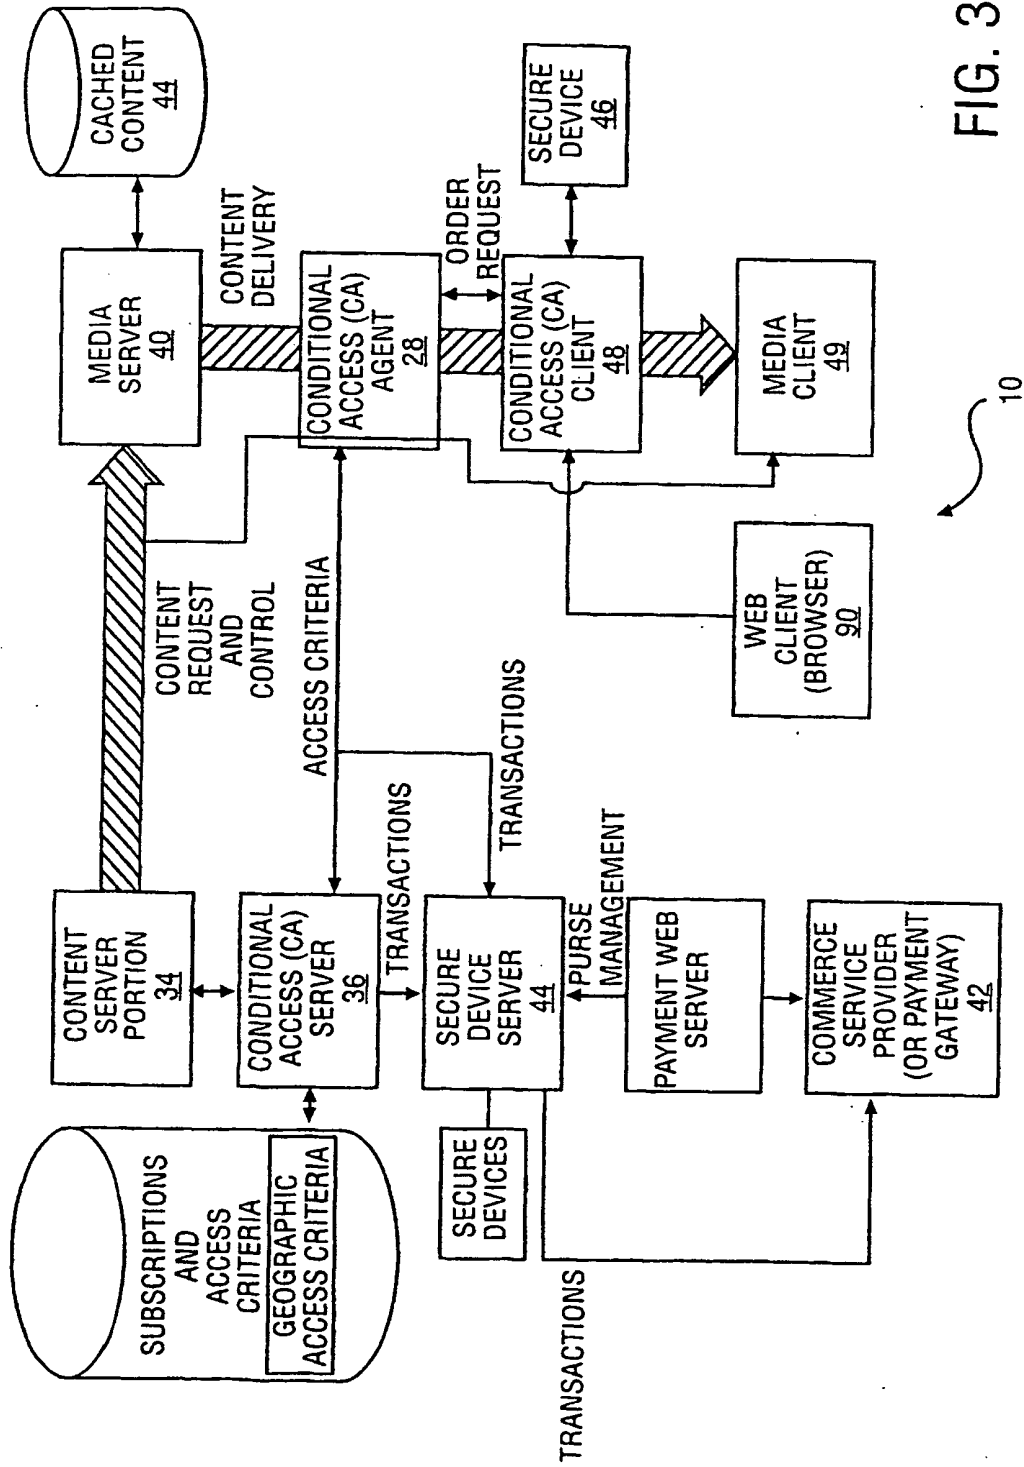 SUBSCRIPTIONS
AND
ACCESS
CRITERIA
GEOGRAPHIC
ACCESS CRITERIA
CONTENT
SERVER
PORTION
34
CONDITIONAL
ACCESS (CA)
SERVER
36
TRANSACTIONS
SECURE
DEVICE
SERVER
44
SECURE
DEVICES
TRANSACTIONS
PURSE
MANAGEMENT
PAYMENT WEB
SERVER
COMMERCE
SERVICE
PROVIDER
(OR PAYMENT
GATEWAY)
42
CONTENT
REQUEST
AND
CONTROL
ACCESS CRITERIA
TRANSACTIONS
WEB
CLIENT
(BROWSER)
90
MEDIA
SERVER
40
CONTENT
DELIVERY
CONDITIONAL
ACCESS (CA)
AGENT
28
ORDER
REQUEST
CONDITIONAL
ACCESS (CA)
CLIENT
48
MEDIA
CLIENT
49
CACHED
CONTENT
44
SECURE
DEVICE
46
10
FIG. 3